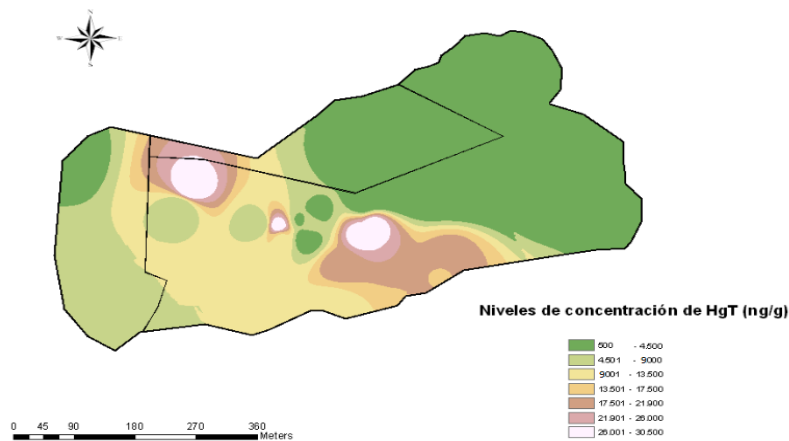 N
W
S
Niveles de concentración de HgT (ng/g)
500 - 4.500
4.501 - 9000
9001 - 13.500
13.501 - 17.500
17.501 - 21.900
21.901 - 26.000
26.001 - 30.500
0 45 90 180 270 360
Meters